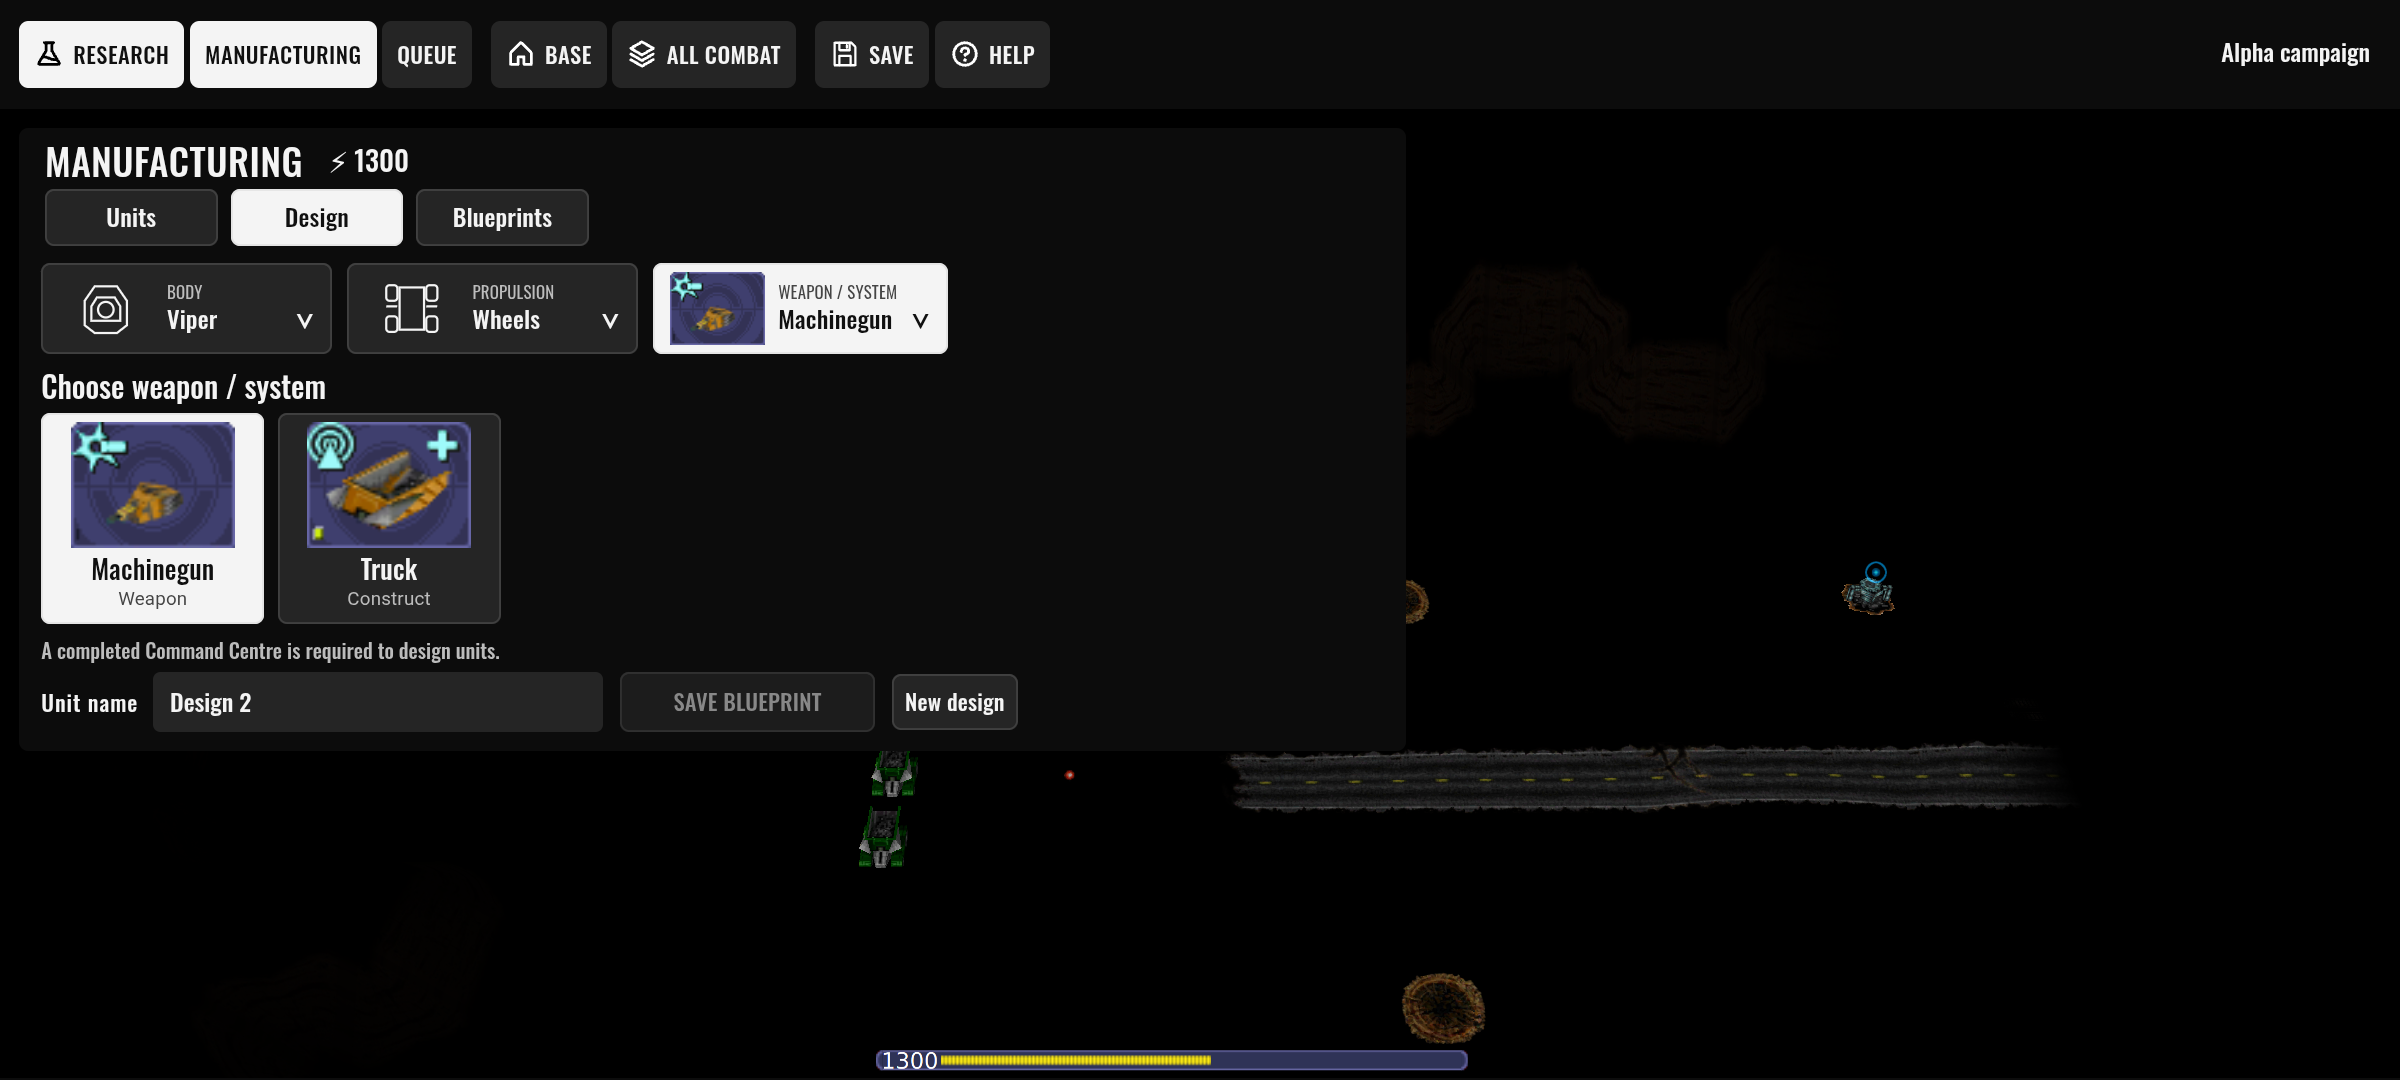 RESEARCH MANUFACTURING QUEUE BASE ALL COMBAT SAVE HELP Alpha campaign
MANUFACTURING ⚡ 1300
Units Design Blueprints
BODY PROPULSION WEAPON / SYSTEM
Viper V Wheels V Machinegun V
Choose weapon / system
Machinegun Truck
Weapon Construct
A completed Command Centre is required to design units.
Unit name Design 2 SAVE BLUEPRINT New design
1300